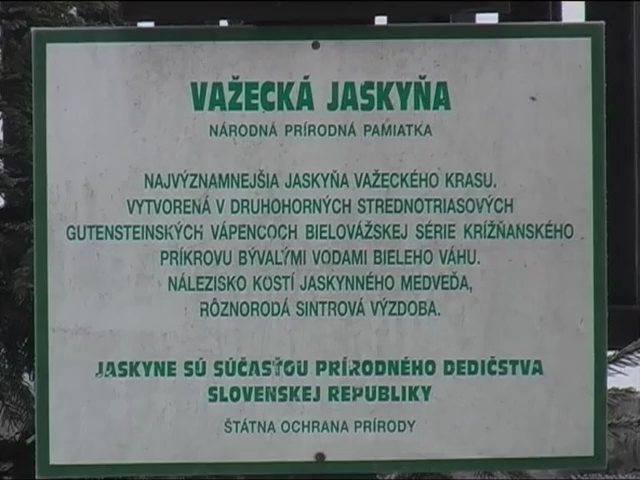 VAŽECKÁ JASKYŇA
NÁRODNÁ PRÍRODNÁ PAMIATKA
NAJVÝZNAMNEJŠIA JASKYŇA VAŽECKÉHO KRASU.
VYTVORENÁ V DRUHOHORNÝCH STREDNOTRIASOVÝCH
GUTENSTEINSKÝCH VÁPENCOCH BIELOVÁŽSKEJ SÉRIE KRÍŽŇANSKÉHO
PRÍKROVU BÝVALÝMI VODAMI BIELEHO VÁHU.
NÁLEZISKO KOSTÍ JASKYNNÉHO MEDVEĎA,
RÔZNORODÁ SINTROVÁ VÝZDOBA.
JASKYNE SÚ SÚČASŤOU PRÍRODNÉHO DEDIČSTVA
SLOVENSKEJ REPUBLIKY
ŠTÁTNA OCHRANA PRÍRODY